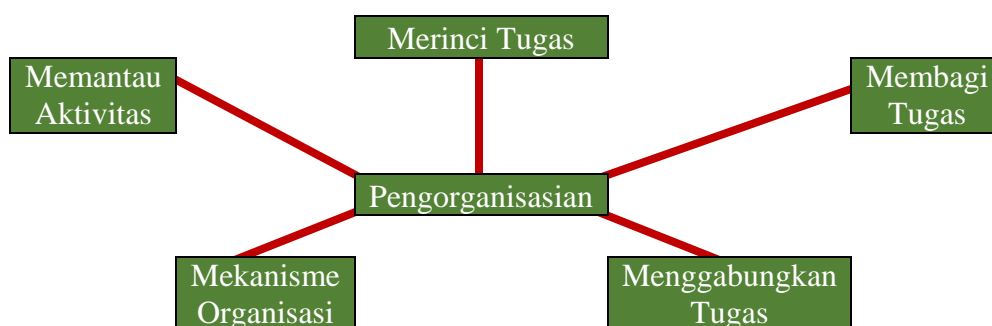 Merinci Tugas
Memantau
Aktivitas
Membagi
Tugas
Pengorganisasian
Mekanisme
Organisasi
Menggabungkan
Tugas